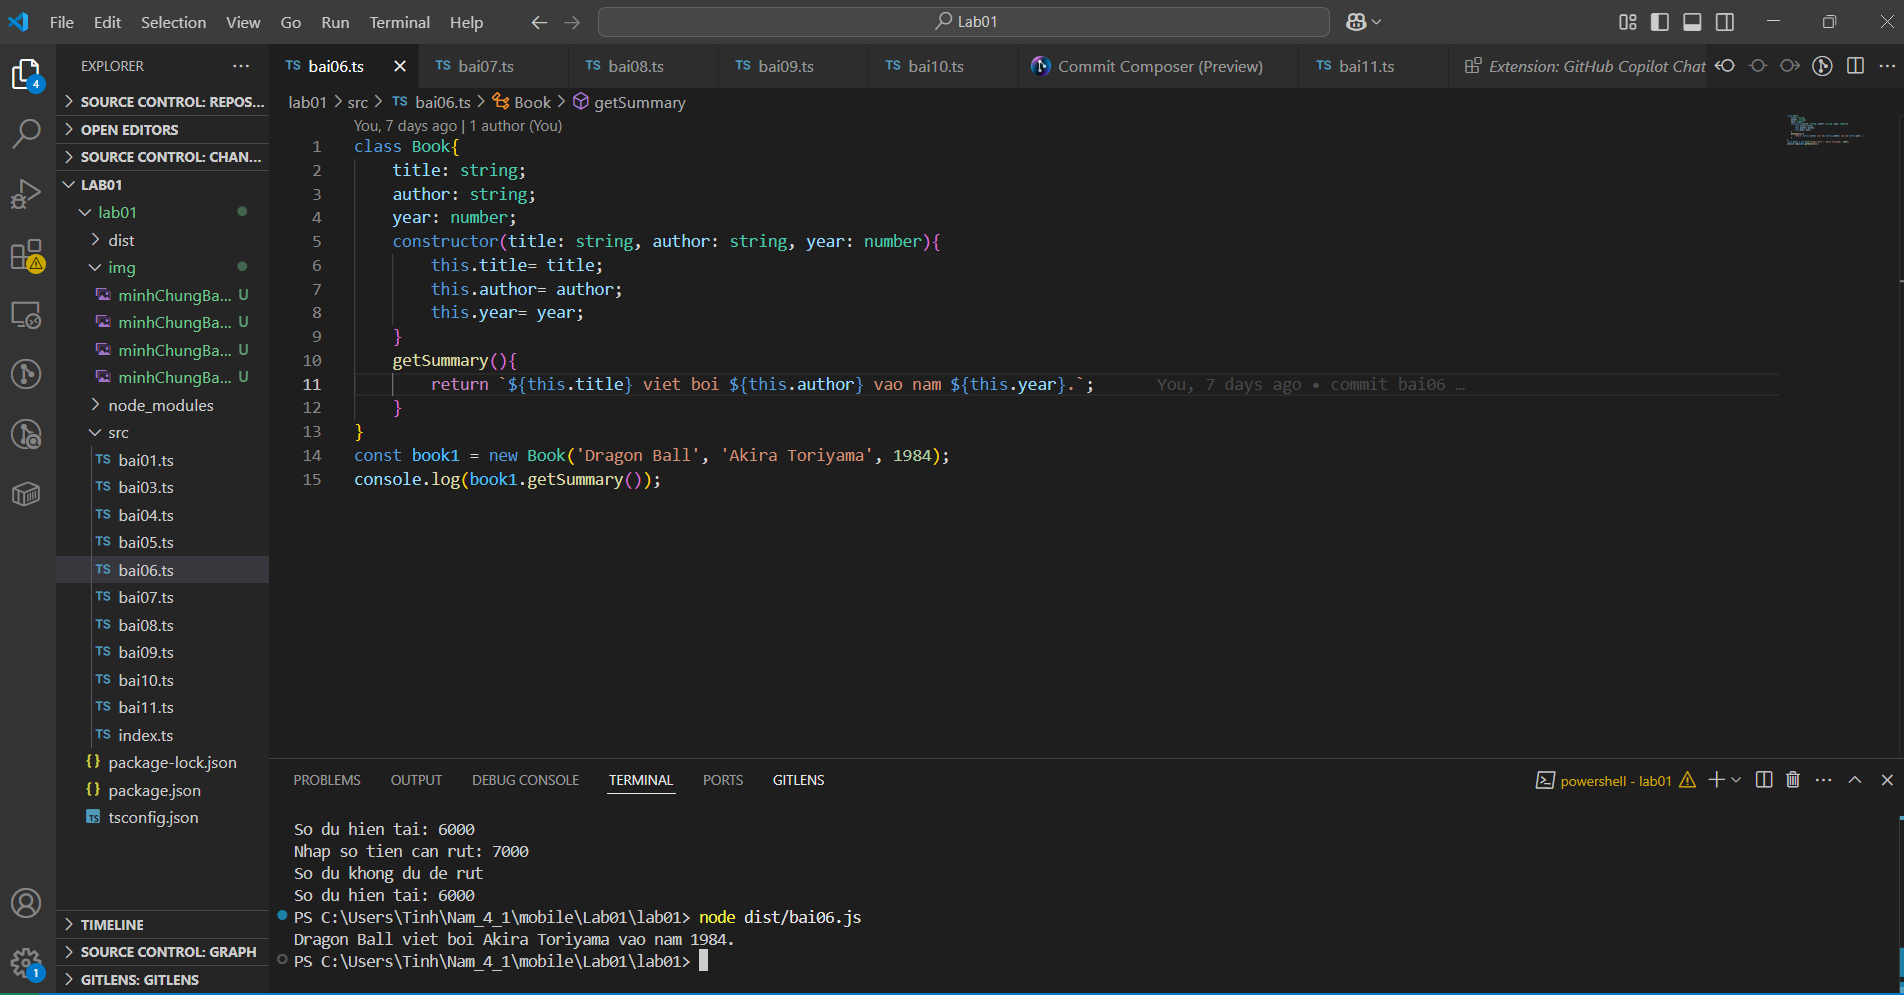 File Edit Selection View Go Run Terminal Help
Lab01
EXPLORER
SOURCE CONTROL: REPOS...
OPEN EDITORS
SOURCE CONTROL: CHAN...
LAB01
lab01
dist
img
minhChungBa... U
minhChungBa... U
minhChungBa... U
minhChungBa... U
node_modules
src
TS bai01.ts
TS bai03.ts
TS bai04.ts
TS bai05.ts
TS bai06.ts
TS bai07.ts
TS bai08.ts
TS bai09.ts
TS bai10.ts
TS bai11.ts
TS index.ts
{} package-lock.json
{} package.json
TS tsconfig.json
TIMELINE
SOURCE CONTROL: GRAPH
GITLENS: GITLENS
4
1
TS bai06.ts TS bai07.ts TS bai08.ts TS bai09.ts TS bai10.ts Commit Composer (Preview) TS bai11.ts Extension: GitHub Copilot Chat
lab01 > src > TS bai06.ts > Book > getSummary
You, 7 days ago | 1 author (You)
1 class Book{
2 title: string;
3 author: string;
4 year: number;
5 constructor(title: string, author: string, year: number){
6 this.title= title;
7 this.author= author;
8 this.year= year;
9 }
10 getSummary(){
11 return `${this.title} viet boi ${this.author} vao nam ${this.year}.`; You, 7 days ago • commit bai06 …
12 }
13 }
14 const book1 = new Book('Dragon Ball', 'Akira Toriyama', 1984);
15 console.log(book1.getSummary());
PROBLEMS OUTPUT DEBUG CONSOLE TERMINAL PORTS GITLENS
powershell - lab01
So du hien tai: 6000
Nhap so tien can rut: 7000
So du khong du de rut
So du hien tai: 6000
PS C:\Users\Tinh\Nam_4_1\mobile\Lab01\lab01> node dist/bai06.js
Dragon Ball viet boi Akira Toriyama vao nam 1984.
PS C:\Users\Tinh\Nam_4_1\mobile\Lab01\lab01>